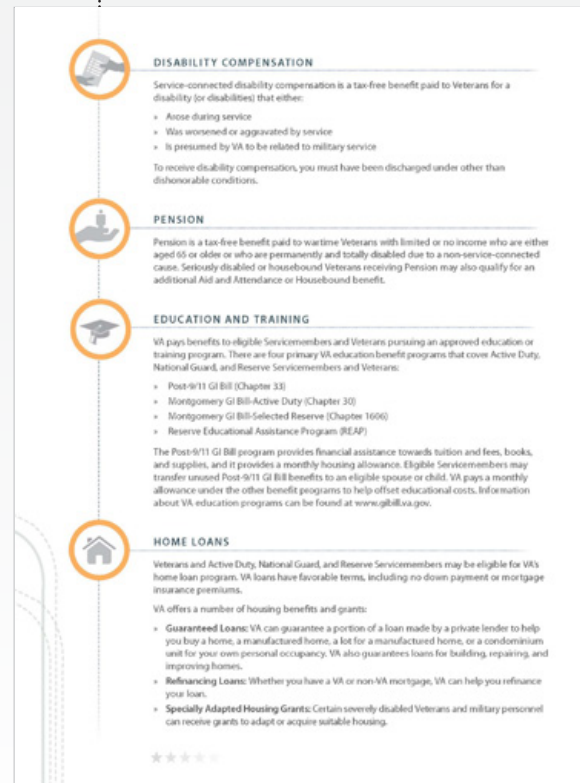 DISABILITY COMPENSATION
Service-connected disability compensation is a tax-free benefit paid to Veterans for a
disability (or disabilities) that either:
» Arose during service
» Was worsened or aggravated by service
» Is presumed by VA to be related to military service
To receive disability compensation, you must have been discharged under other than
dishonorable conditions.
PENSION
Pension is a tax-free benefit paid to wartime Veterans with limited or no income who are either
aged 65 or older or who are permanently and totally disabled due to a non-service-connected
cause. Seriously disabled or housebound Veterans receiving Pension may also qualify for an
additional Aid and Attendance or Housebound benefit.
EDUCATION AND TRAINING
VA pays benefits to eligible Servicemembers and Veterans pursuing an approved education or
training program. There are four primary VA education benefit programs that cover Active Duty,
National Guard, and Reserve Servicemembers and Veterans:
» Post-9/11 GI Bill (Chapter 33)
» Montgomery GI Bill-Active Duty (Chapter 30)
» Montgomery GI Bill-Selected Reserve (Chapter 1606)
» Reserve Educational Assistance Program (REAP)
The Post-9/11 GI Bill program provides financial assistance towards tuition and fees, books,
and supplies, and it provides a monthly housing allowance. Eligible Servicemembers may
transfer unused Post-9/11 GI Bill benefits to an eligible spouse or child. VA pays a monthly
allowance under the other benefit programs to help offset educational costs. Information
about VA education programs can be found at www.gibill.va.gov.
HOME LOANS
Veterans and Active Duty, National Guard, and Reserve Servicemembers may be eligible for VA's
home loan program. VA loans have favorable terms, including no down payment or mortgage
insurance premiums.
VA offers a number of housing benefits and grants:
» Guaranteed Loans: VA can guarantee a portion of a loan made by a private lender to help
you buy a home, a manufactured home, a lot for a manufactured home, or a condominium
unit for your own personal occupancy. VA also guarantees loans for building, repairing, and
improving homes.
» Refinancing Loans: Whether you have a VA or non-VA mortgage, VA can help you refinance
your loan.
» Specially Adapted Housing Grants: Certain severely disabled Veterans and military personnel
can receive grants to adapt or acquire suitable housing.